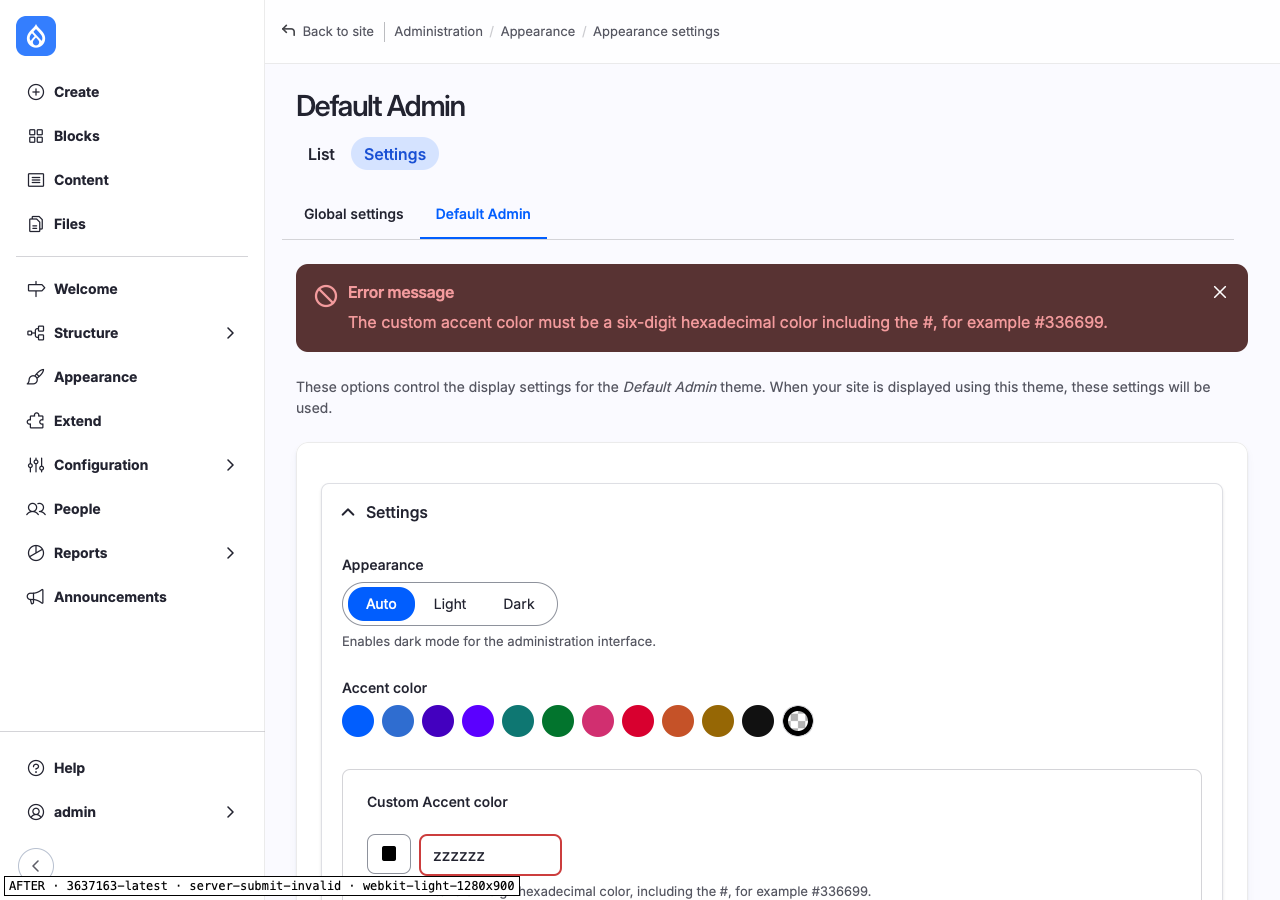 Back to site
Administration / Appearance / Appearance settings
Create
Blocks
Content
Files
Welcome
Structure
Appearance
Extend
Configuration
People
Reports
Announcements
Help
admin
Default Admin
List
Settings
Global settings
Default Admin
Error message
The custom accent color must be a six-digit hexadecimal color including the #, for example #336699.
These options control the display settings for the Default Admin theme. When your site is displayed using this theme, these settings will be
used.
Settings
Appearance
Auto
Light
Dark
Enables dark mode for the administration interface.
Accent color
Custom Accent color
zzzzzz
hexadecimal color, including the #, for example #336699.
AFTER · 3637163-latest · server-submit-invalid · webkit-light-1280x900